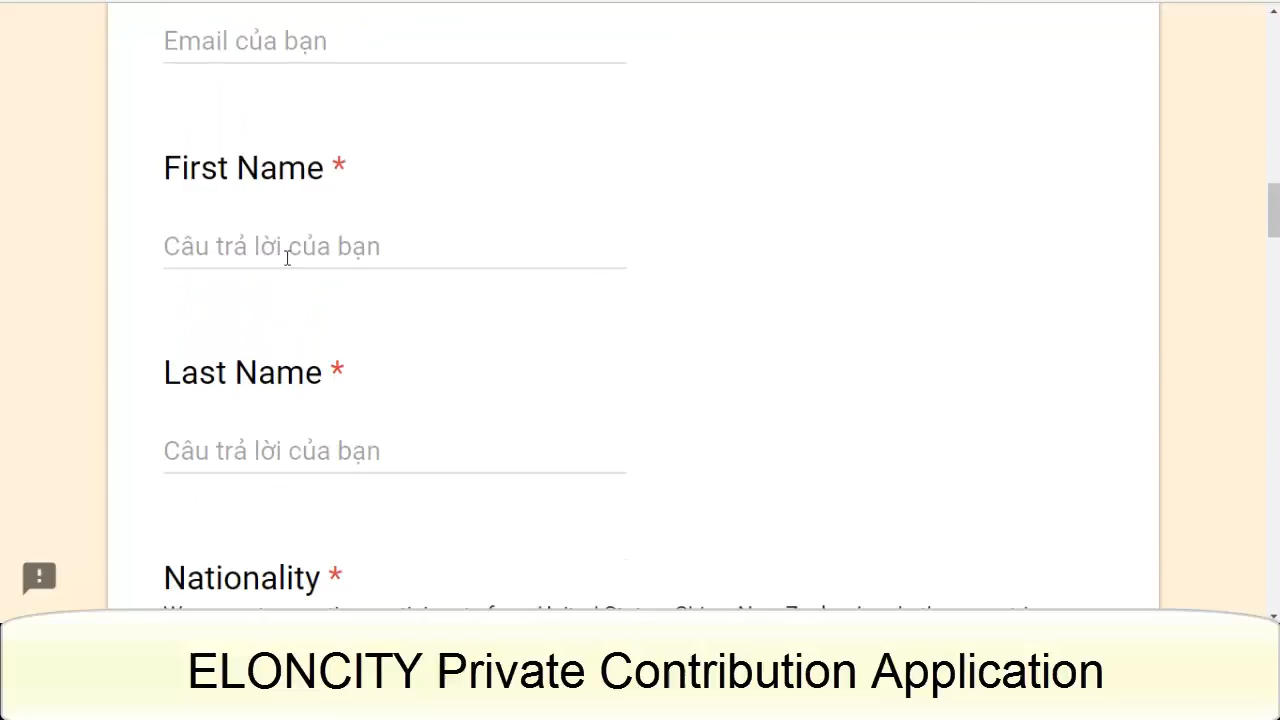 Email của bạn
First Name *
Câu trả lời của bạn
Last Name *
Câu trả lời của bạn
Nationality *
ELONCITY Private Contribution Application